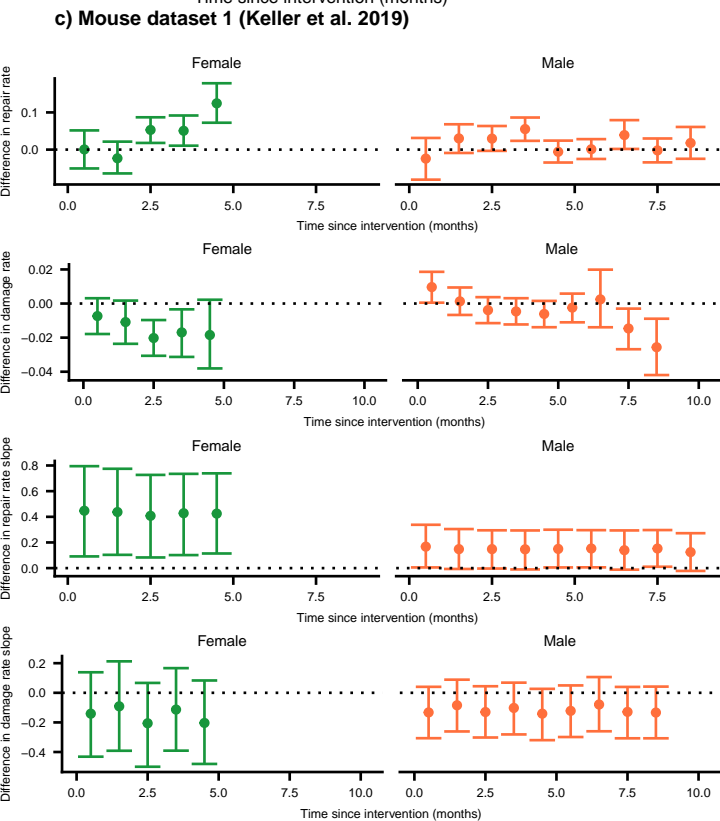 Time since intervention (months)
c) Mouse dataset 1 (Keller et al. 2019)
Female
Male
Difference in repair rate
0.1
0.0
0.0
2.5
5.0
7.5
0.0
2.5
5.0
7.5
Time since intervention (months)
Female
Male
Difference in damage rate
0.02
0.00
−0.02
−0.04
0.0
2.5
5.0
7.5
10.0
0.0
2.5
5.0
7.5
10.0
Time since intervention (months)
Female
Male
Difference in repair rate slope
0.8
0.6
0.4
0.2
0.0
0.0
2.5
5.0
7.5
0.0
2.5
5.0
7.5
Time since intervention (months)
Female
Male
Difference in damage rate slope
0.2
0.0
−0.2
−0.4
0.0
2.5
5.0
7.5
10.0
0.0
2.5
5.0
7.5
10.0
Time since intervention (months)